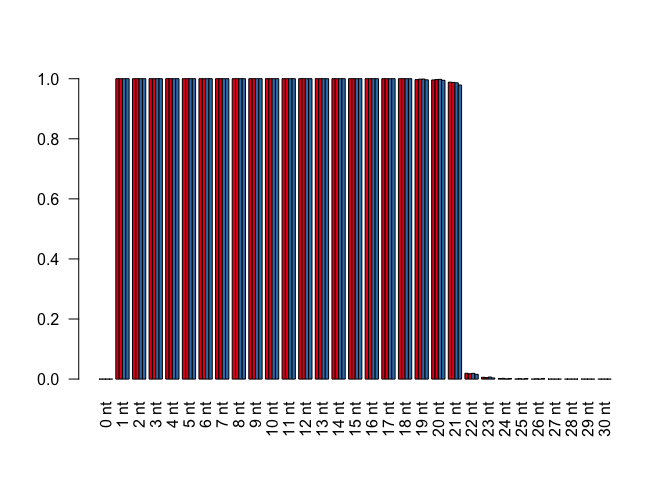 1.0
0.8
0.6
0.4
0.2
0.0
0 nt
1 nt
2 nt
3 nt
4 nt
5 nt
6 nt
7 nt
8 nt
9 nt
10 nt
11 nt
12 nt
13 nt
14 nt
15 nt
16 nt
17 nt
18 nt
19 nt
20 nt
21 nt
22 nt
23 nt
24 nt
25 nt
26 nt
27 nt
28 nt
29 nt
30 nt